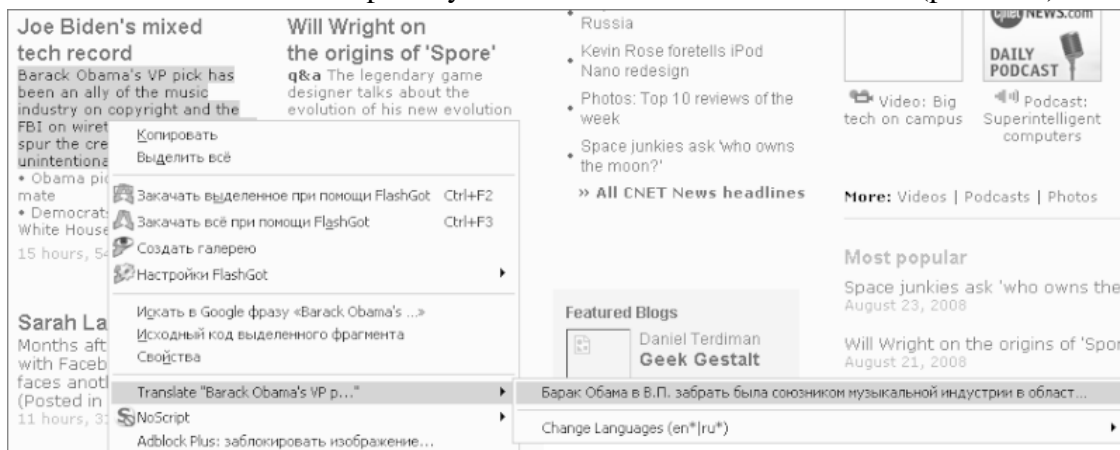 Joe Biden's mixed
tech record
Barack Obama's VP pick has
been an ally of the music
industry on copyright and the
FBI on wiret
spur the cre
unintentiona
• Obama pic
mate
• Democrat
White House
15 hours, 54
Sarah La
Months aft
with Faceb
faces anoth
(Posted in
11 hours, 3
Will Wright on
the origins of 'Spore'
q&a The legendary game
designer talks about the
evolution of his new evolution
Копировать
Выделить всё
Закачать выделенное при помощи FlashGot Ctrl+F2
Закачать всё при помощи FlashGot Ctrl+F3
Создать галерею
Настройки FlashGot
Искать в Google фразу «Barack Obama's ...»
Исходный код выделенного фрагмента
Свойства
Translate "Barack Obama's VP p..."
NoScript
Adblock Plus: заблокировать изображение...
Барак Обама в В.П. забрать была союзником музыкальной индустрии в област...
Change Languages (en*|ru*)
Russia
• Kevin Rose foretells iPod
Nano redesign
• Photos: Top 10 reviews of the
week
• Space junkies ask 'who owns
the moon?'
» All CNET News headlines
Featured Blogs
Daniel Terdiman
Geek Gestalt
cnet NEWS.com
DAILY
PODCAST
Video: Big
tech on campus
Podcast:
Superintelligent
computers
More: Videos | Podcasts | Photos
Most popular
Space junkies ask 'who owns the
August 23, 2008
Will Wright on the origins of 'Spor
August 21, 2008